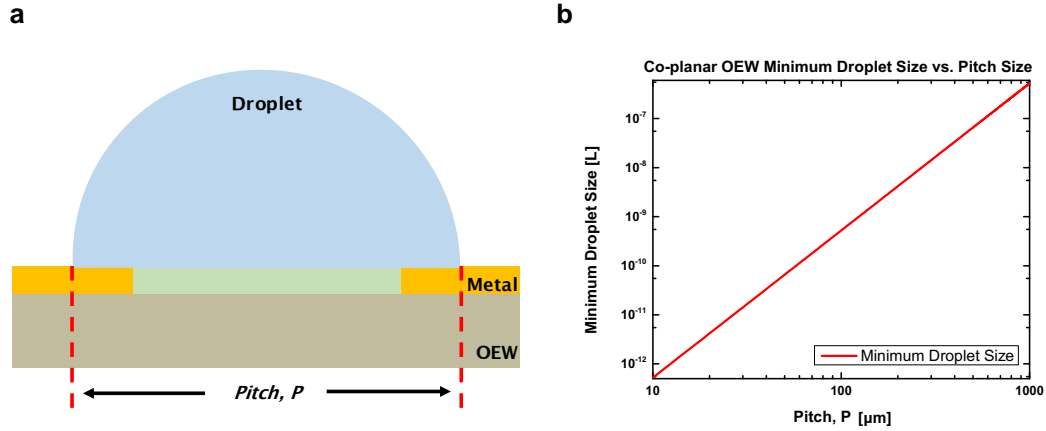 a
Droplet
Metal
OEW
Pitch, P
b
Co-planar OEW Minimum Droplet Size vs. Pitch Size
Minimum Droplet Size [L]
10⁻⁷
10⁻⁸
10⁻⁹
10⁻¹⁰
10⁻¹¹
10⁻¹²
Minimum Droplet Size
10 100 1000
Pitch, P [µm]